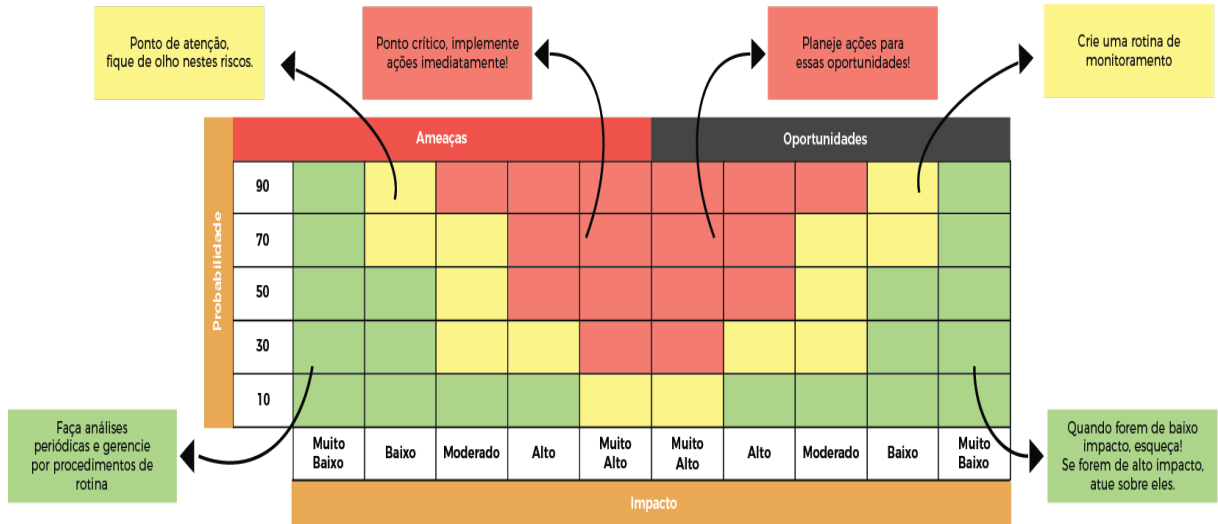 Ponto de atenção,
fique de olho nestes riscos.
Ponto crítico, implemente
ações imediatamente!
Planeje ações para
essas oportunidades!
Crie uma rotina de
monitoramento
Probabilidade
Ameaças
Oportunidades
90
70
50
30
10
Muito
Baixo
Baixo
Moderado
Alto
Muito
Alto
Muito
Alto
Alto
Moderado
Baixo
Muito
Baixo
Impacto
Faça análises
periódicas e gerencie
por procedimentos de
rotina
Quando forem de baixo
impacto, esqueça!
Se forem de alto impacto,
atue sobre eles.